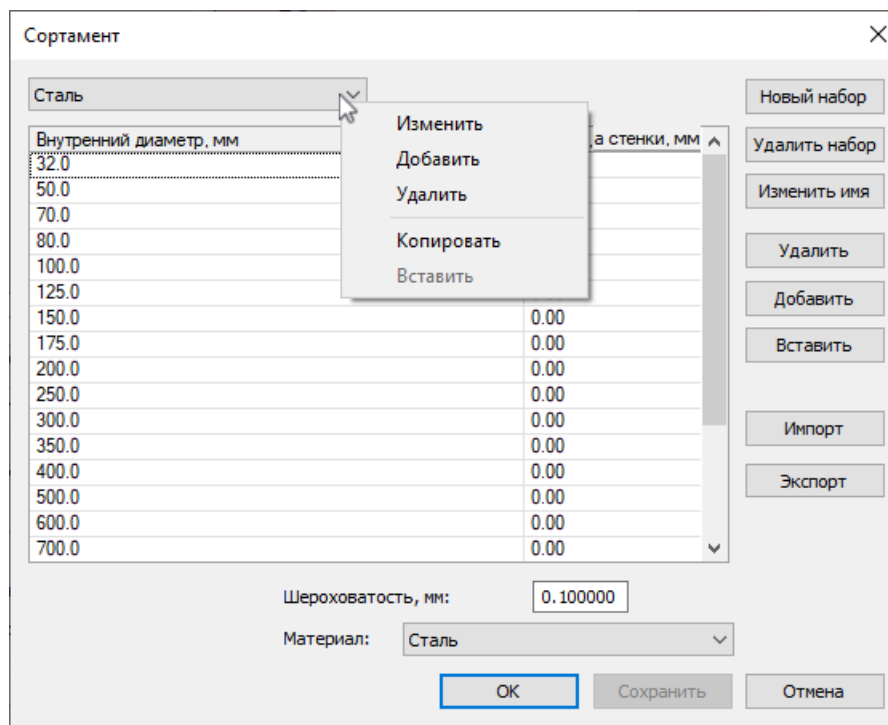 Сортамент
Сталь
Новый набор
Изменить
Внутренний диаметр, мм
а стенки, мм
Удалить набор
32.0
Добавить
50.0
Удалить
Изменить имя
70.0
80.0
Копировать
Удалить
100.0
Вставить
125.0
Добавить
150.0 0.00
175.0 0.00
Вставить
200.0 0.00
250.0 0.00
300.0 0.00
Импорт
350.0 0.00
400.0 0.00
Экспорт
500.0 0.00
600.0 0.00
700.0 0.00
Шероховатость, мм: 0.100000
Материал: Сталь
OK Сохранить Отмена